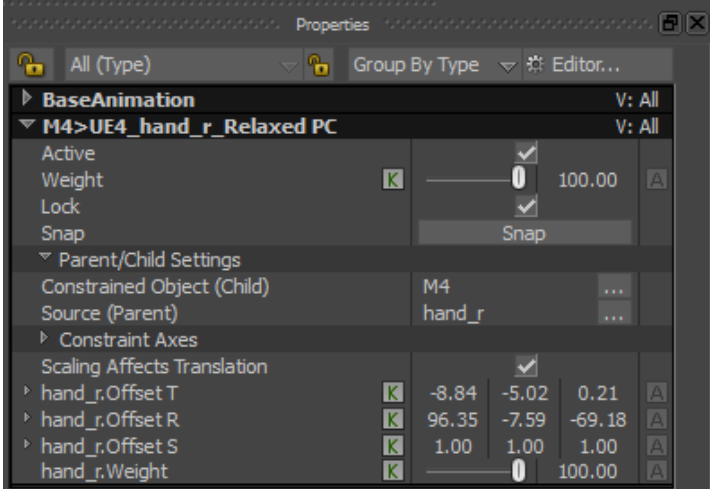 Properties
All (Type) Group By Type Editor...
BaseAnimation V: All
M4>UE4_hand_r_Relaxed PC V: All
Active
Weight K 100.00 A
Lock
Snap Snap
Parent/Child Settings
Constrained Object (Child) M4 ...
Source (Parent) hand_r ...
Constraint Axes
Scaling Affects Translation
hand_r.Offset T K -8.84 -5.02 0.21 A
hand_r.Offset R K 96.35 -7.59 -69.18 A
hand_r.Offset S K 1.00 1.00 1.00 A
hand_r.Weight K 100.00 A